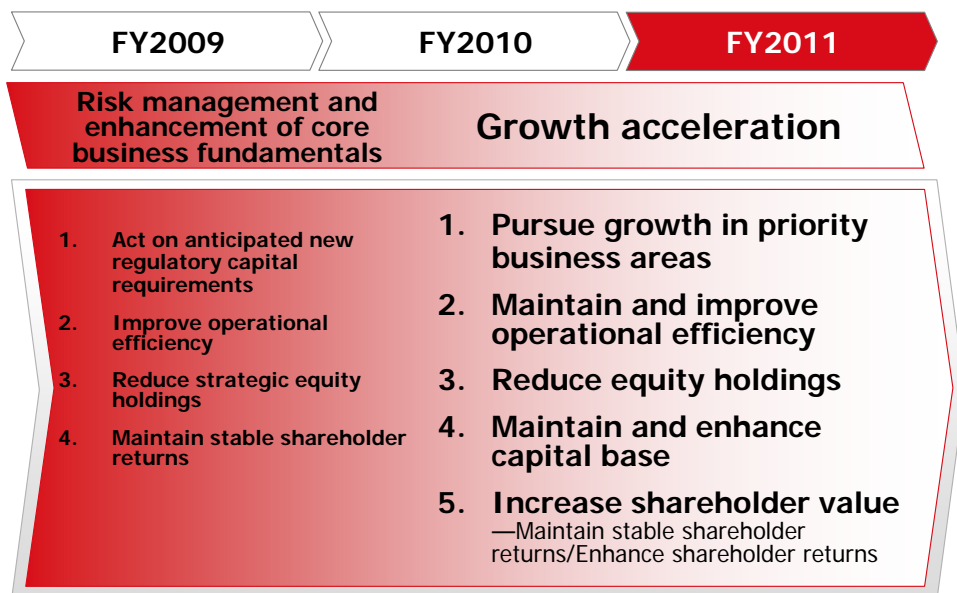 FY2009
FY2010
FY2011
Risk management and
enhancement of core
business fundamentals
Growth acceleration
1. Act on anticipated new
regulatory capital
requirements
2. Improve operational
efficiency
3. Reduce strategic equity
holdings
4. Maintain stable shareholder
returns
1. Pursue growth in priority
business areas
2. Maintain and improve
operational efficiency
3. Reduce equity holdings
4. Maintain and enhance
capital base
5. Increase shareholder value
—Maintain stable shareholder
returns/Enhance shareholder returns